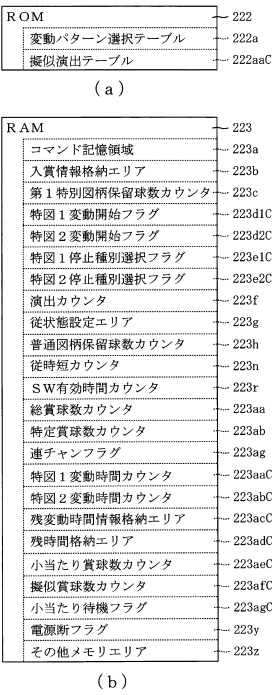 ROM 222
変動パターン選択テーブル 222a
擬似演出テーブル 222aaC
(a)
RAM 223
コマンド記憶領域 223a
入賞情報格納エリア 223b
第1特別図柄保留球数カウンタ 223c
特図1変動開始フラグ 223d1C
特図2変動開始フラグ 223d2C
特図1停止種別選択フラグ 223e1C
特図2停止種別選択フラグ 223e2C
演出カウンタ 223f
従状態設定エリア 223g
普通図柄保留球数カウンタ 223h
従時短カウンタ 223n
SW有効時間カウンタ 223r
総賞球数カウンタ 223aa
特定賞球数カウンタ 223ab
連チャンフラグ 223ag
特図1変動時間カウンタ 223aaC
特図2変動時間カウンタ 223abC
残変動時間情報格納エリア 223acC
残時間格納エリア 223adC
小当たり賞球数カウンタ 223aeC
擬似賞球数カウンタ 223afC
小当たり待機フラグ 223agC
電源断フラグ 223y
その他メモリエリア 223z
(b)